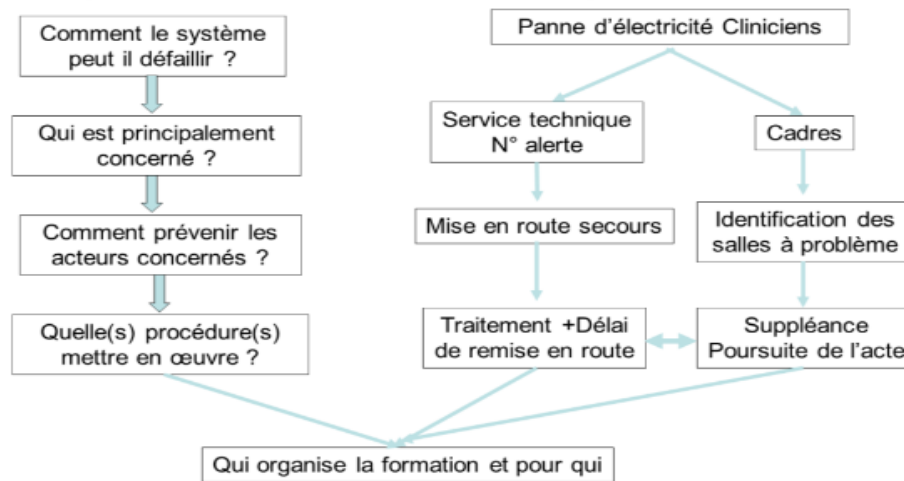 Comment le système
peut il défaillir ?
Qui est principalement
concerné ?
Comment prévenir les
acteurs concernés ?
Quelle(s) procédure(s)
mettre en œuvre ?
Panne d'électricité Cliniciens
Service technique
N° alerte
Cadres
Mise en route secours
Identification des
salles à problème
Traitement +Délai
de remise en route
Suppléance
Poursuite de l'acte
Qui organise la formation et pour qui